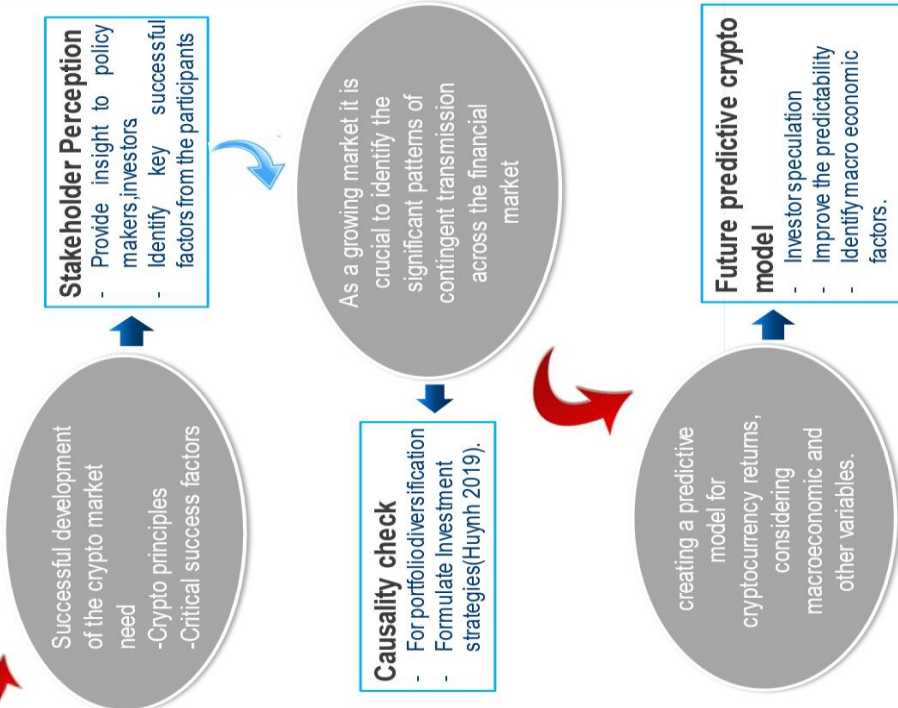 Successful development
of the crypto market
need
-Crypto principles
-Critical success factors
Stakeholder Perception
- Provide insight to policy
makers,investors
- Identify key successful
factors from the participants
As a growing market it is
crucial to identify the
significant patterns of
contingent transmission
across the financial
market
Causality check
- For portfoliodiversification
- Formulate Investment
strategies(Huynh 2019).
creating a predictive
model for
cryptocurrency returns,
considering
macroeconomic and
other variables.
Future predictive crypto
model
- Investor speculation
- Improve the predictability
- Identify macro economic
factors.